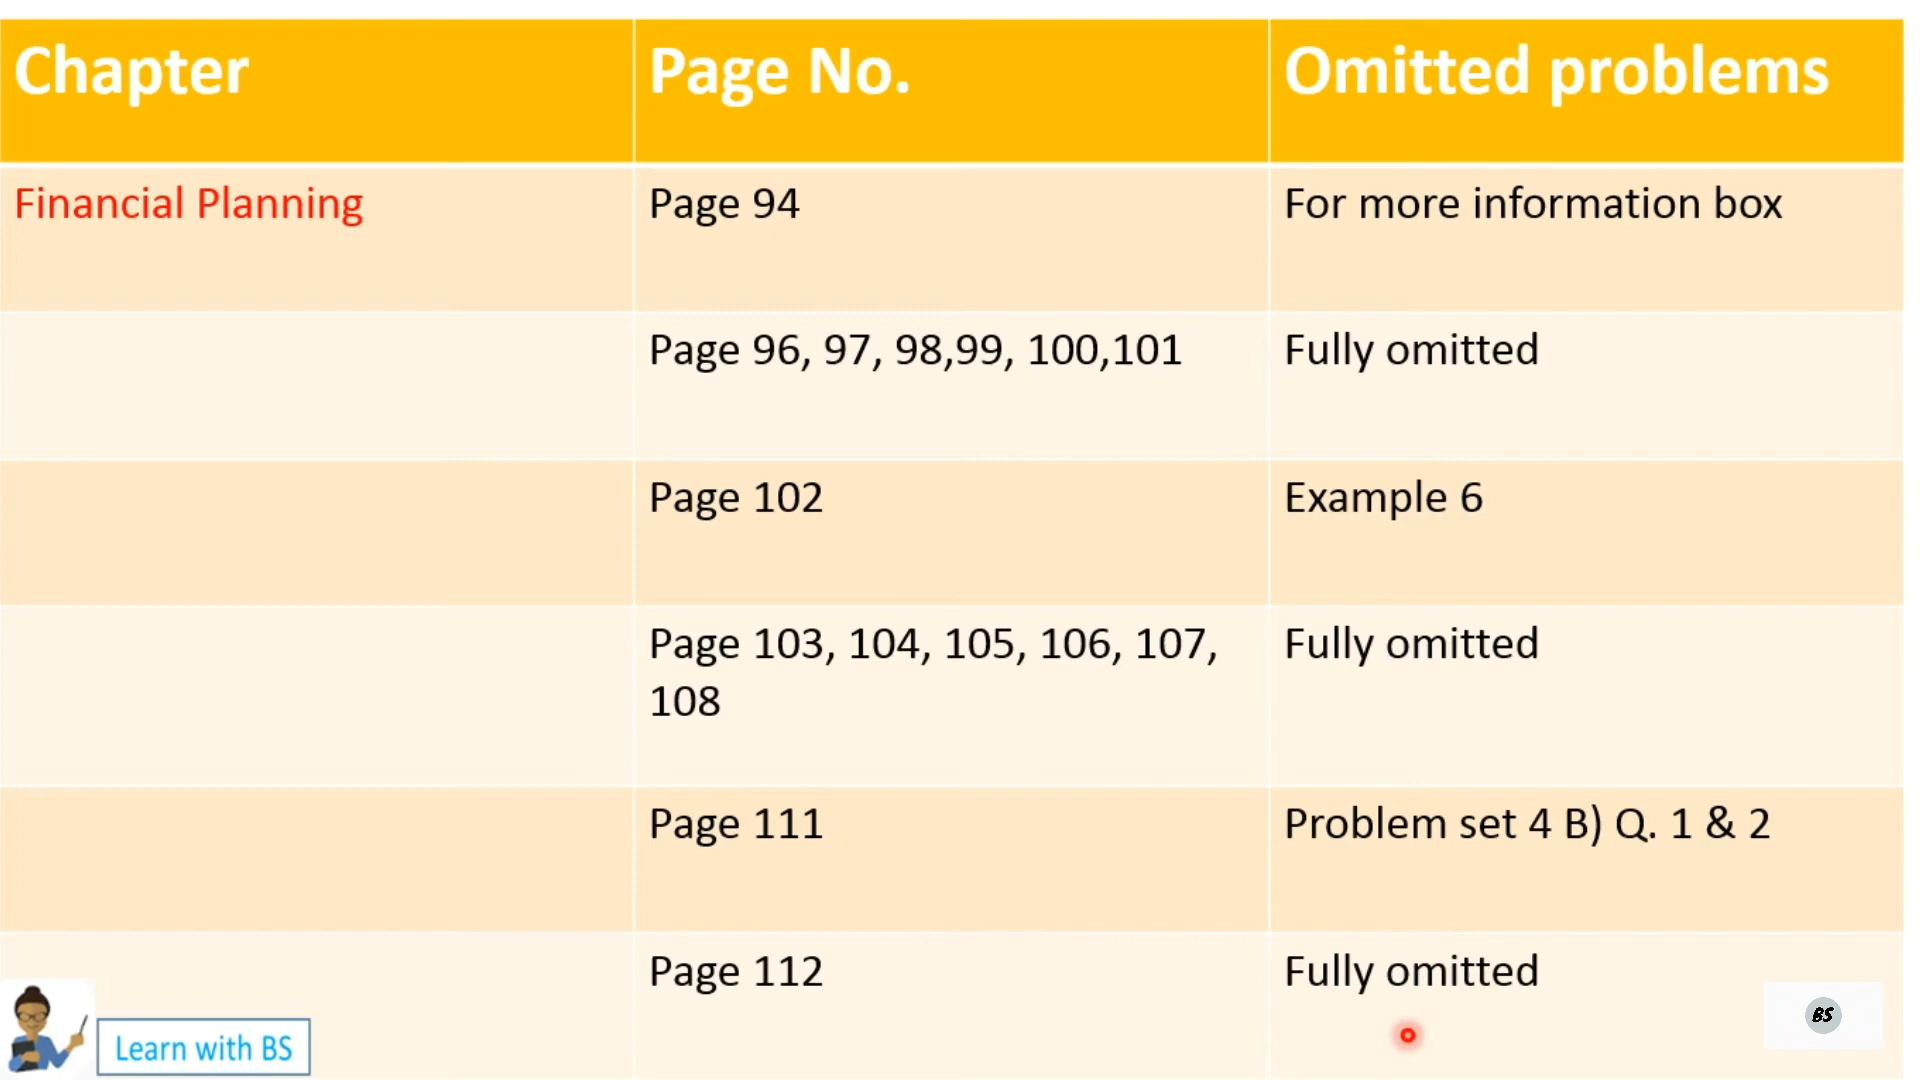 Chapter
Page No.
Omitted problems
Financial Planning
Page 94
For more information box
Page 96, 97, 98,99, 100,101
Fully omitted
Page 102
Example 6
Page 103, 104, 105, 106, 107,
108
Fully omitted
Page 111
Problem set 4 B) Q. 1 & 2
Page 112
Fully omitted
Learn with BS
BS